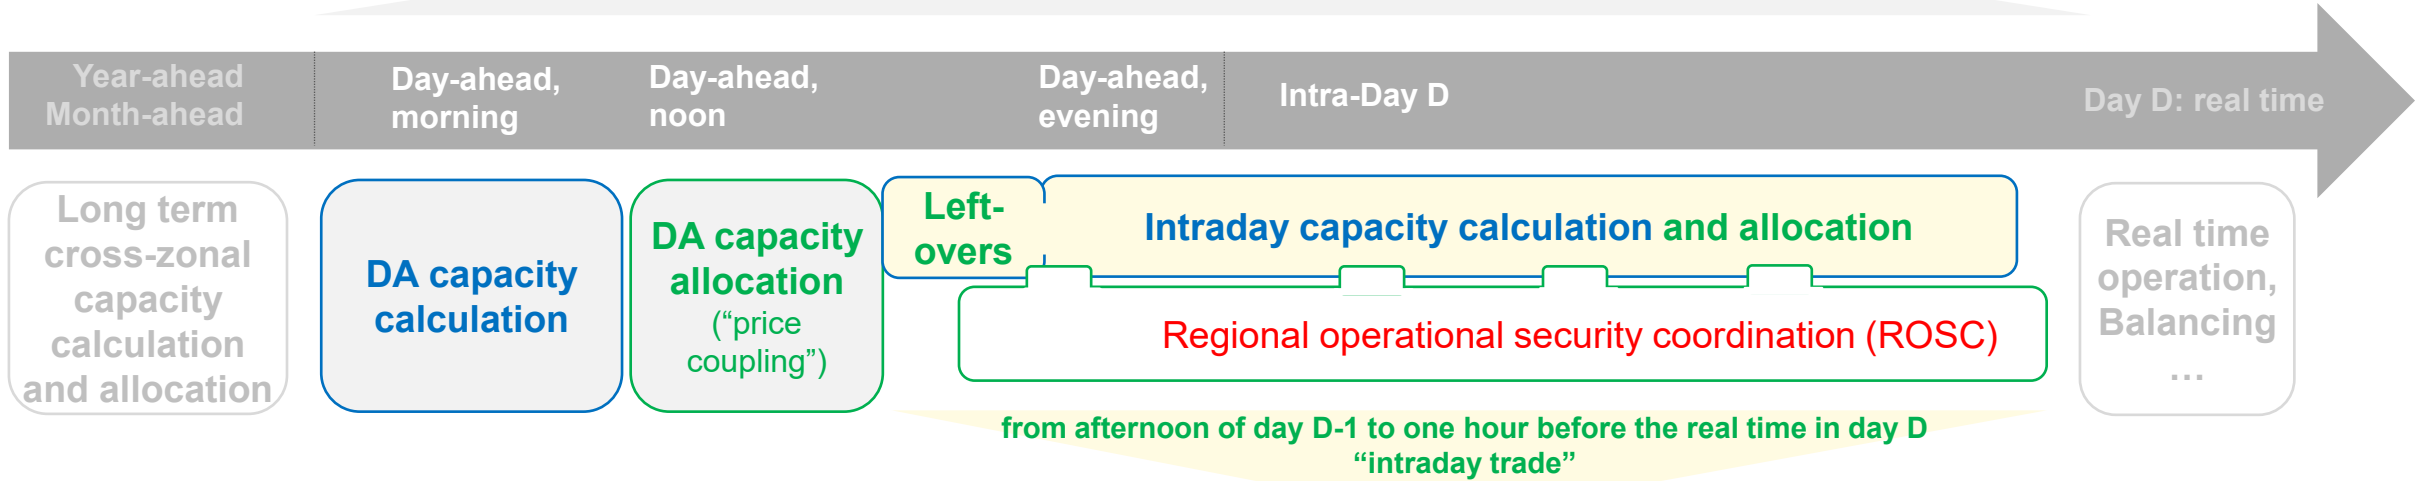 Year-ahead
Month-ahead
Day-ahead,
morning
Day-ahead,
noon
Day-ahead,
evening
Intra-Day D
Day D: real time
Long term
cross-zonal
capacity
calculation
and allocation
DA capacity
calculation
DA capacity
allocation
(“price
coupling”)
Left-
overs
Intraday capacity calculation and allocation
Regional operational security coordination (ROSC)
Real time
operation,
Balancing
…
from afternoon of day D-1 to one hour before the real time in day D
“intraday trade”